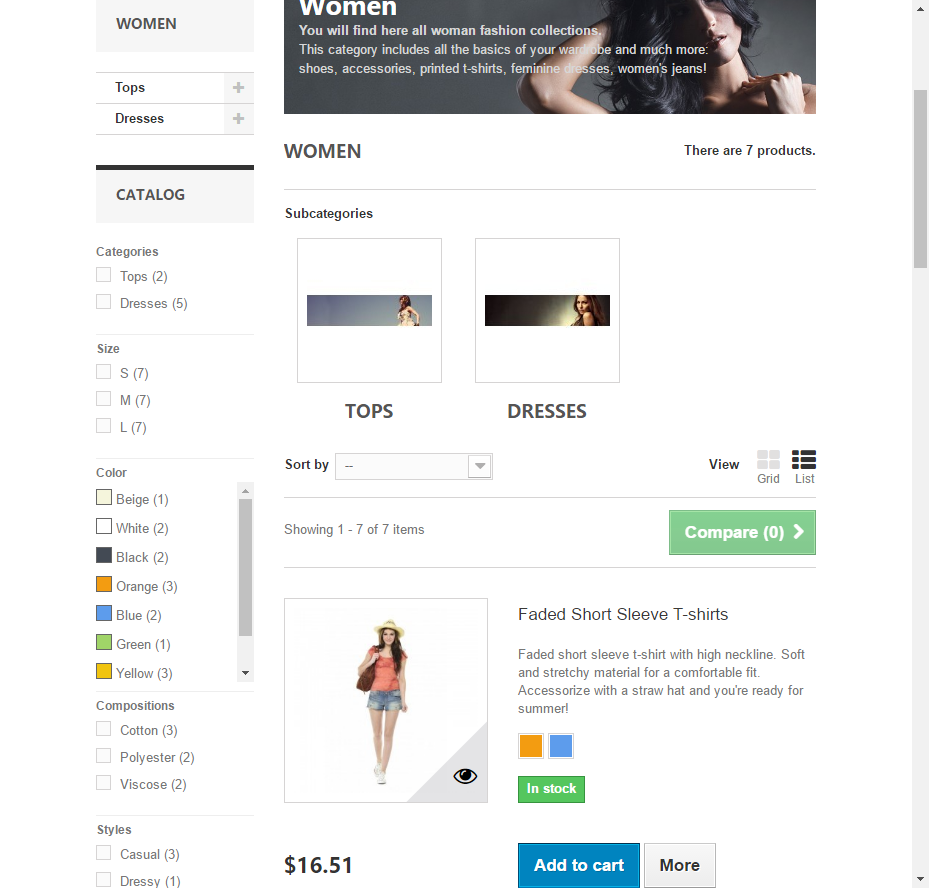 WOMEN
Tops
Dresses
CATALOG
Categories
Tops (2)
Dresses (5)
Size
S (7)
M (7)
L (7)
Color
Beige (1)
White (2)
Black (2)
Orange (3)
Blue (2)
Green (1)
Yellow (3)
Compositions
Cotton (3)
Polyester (2)
Viscose (2)
Styles
Casual (3)
Dressy (1)
Women
You will find here all woman fashion collections.
This category includes all the basics of your wardrobe and much more:
shoes, accessories, printed t-shirts, feminine dresses, women's jeans!
WOMEN
There are 7 products.
Subcategories
TOPS
DRESSES
Sort by
--
View
Grid
List
Showing 1 - 7 of 7 items
Compare (0)
Faded Short Sleeve T-shirts
Faded short sleeve t-shirt with high neckline. Soft
and stretchy material for a comfortable fit.
Accessorize with a straw hat and you're ready for
summer!
In stock
$16.51
Add to cart
More